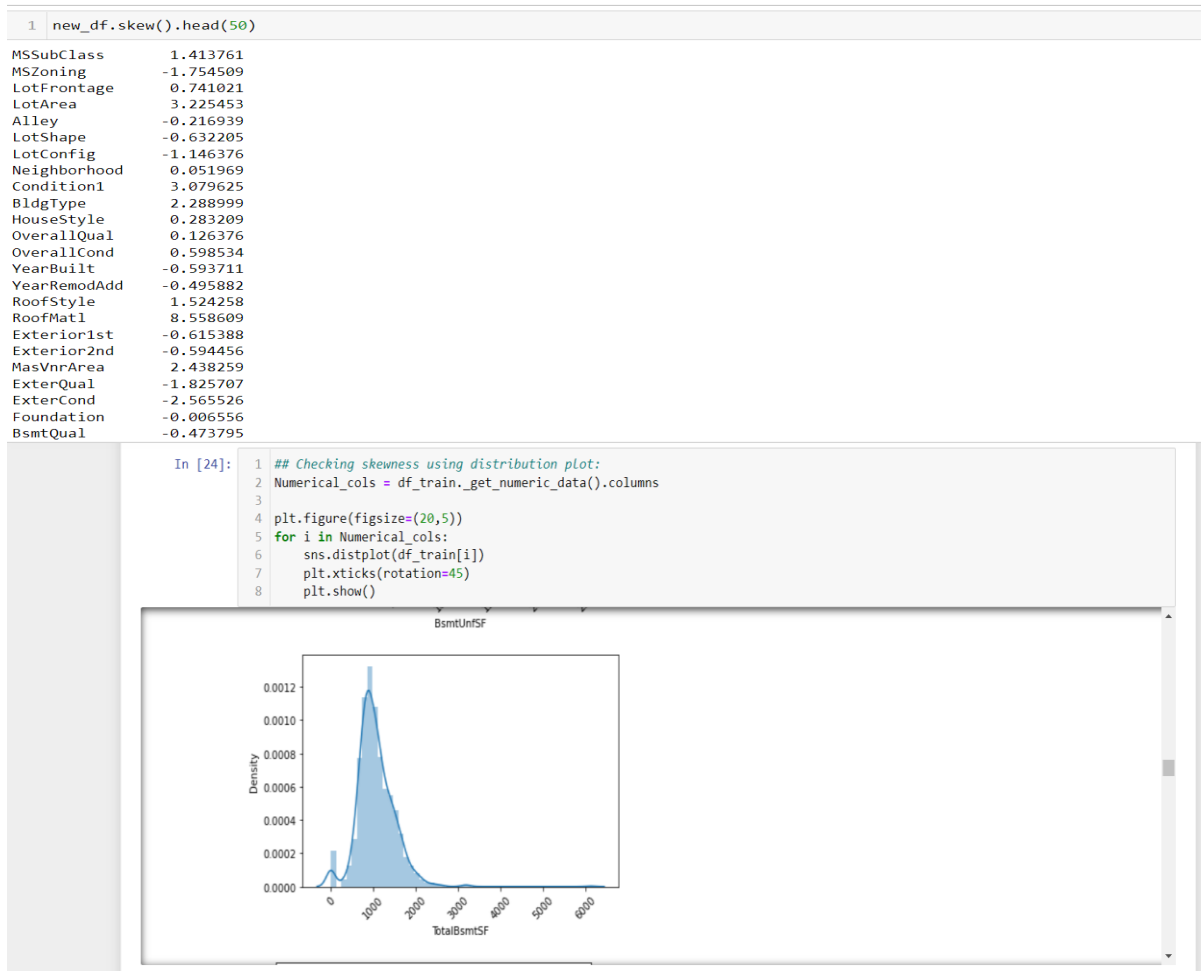 1 new_df.skew().head(50)
MSSubClass 1.413761
MSZoning -1.754509
LotFrontage 0.741021
LotArea 3.225453
Alley -0.216939
LotShape -0.632205
LotConfig -1.146376
Neighborhood 0.051969
Condition1 3.079625
BldgType 2.288999
HouseStyle 0.283209
OverallQual 0.126376
OverallCond 0.598534
YearBuilt -0.593711
YearRemodAdd -0.495882
RoofStyle 1.524258
RoofMatl 8.558609
Exterior1st -0.615388
Exterior2nd -0.594456
MasVnrArea 2.438259
ExterQual -1.825707
ExterCond -2.565526
Foundation -0.006556
BsmtQual -0.473795
In [24]:
1 ## Checking skewness using distribution plot:
2 Numerical_cols = df_train._get_numeric_data().columns
3
4 plt.figure(figsize=(20,5))
5 for i in Numerical_cols:
6     sns.distplot(df_train[i])
7     plt.xticks(rotation=45)
8     plt.show()
BsmtUnfSF
0.0012
0.0010
0.0008
0.0006
0.0004
0.0002
0.0000
Density
0 1000 2000 3000 4000 5000 6000
TotalBsmtSF